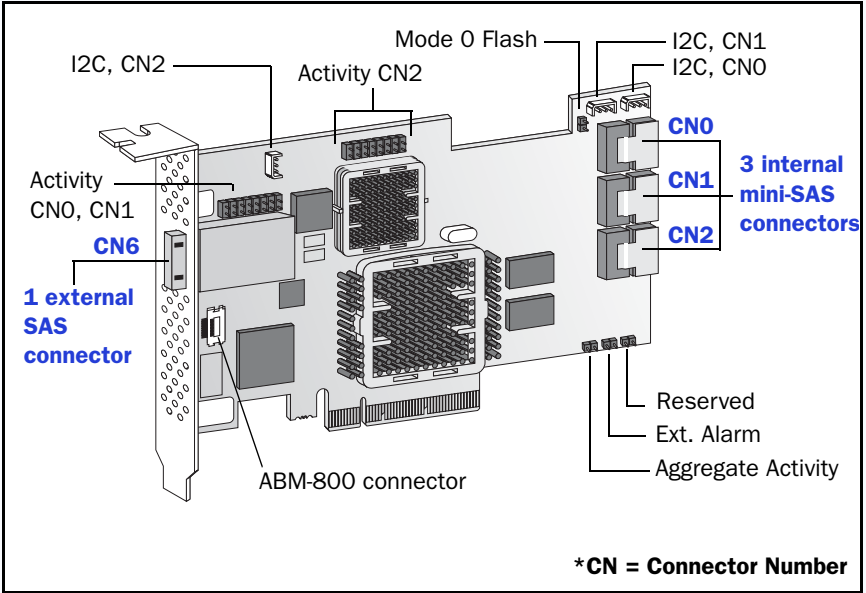 Mode 0 Flash
I2C, CN1
I2C, CN0
I2C, CN2
Activity CN2
CN0
CN1
CN2
3 internal
mini-SAS
connectors
Activity
CN0, CN1
CN6
1 external
SAS
connector
Reserved
Ext. Alarm
Aggregate Activity
ABM-800 connector
*CN = Connector Number